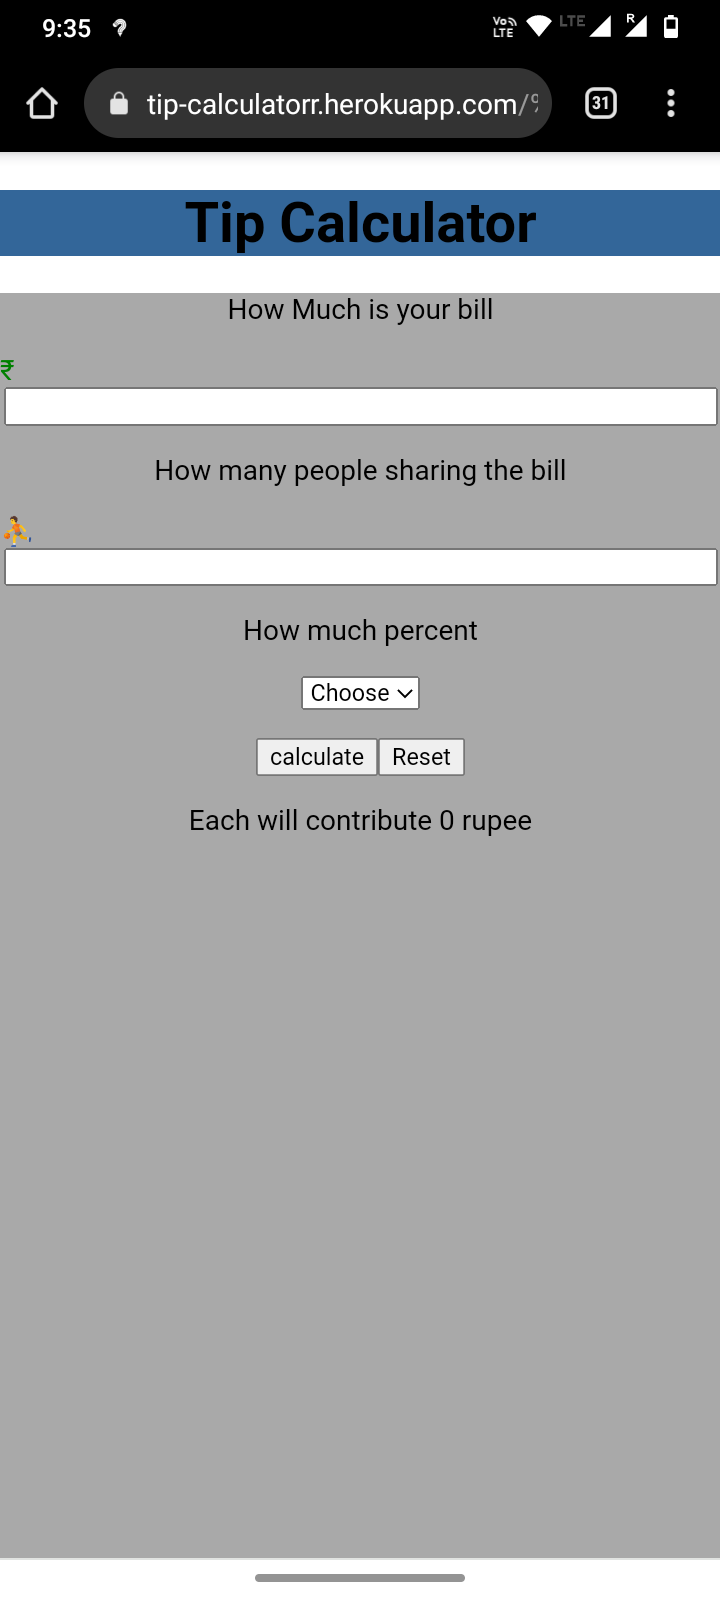 9:35
Vo LTE LTE R
tip-calculatorr.herokuapp.com/
31
Tip Calculator
How Much is your bill
₹
How many people sharing the bill
How much percent
Choose
calculate Reset
Each will contribute 0 rupee